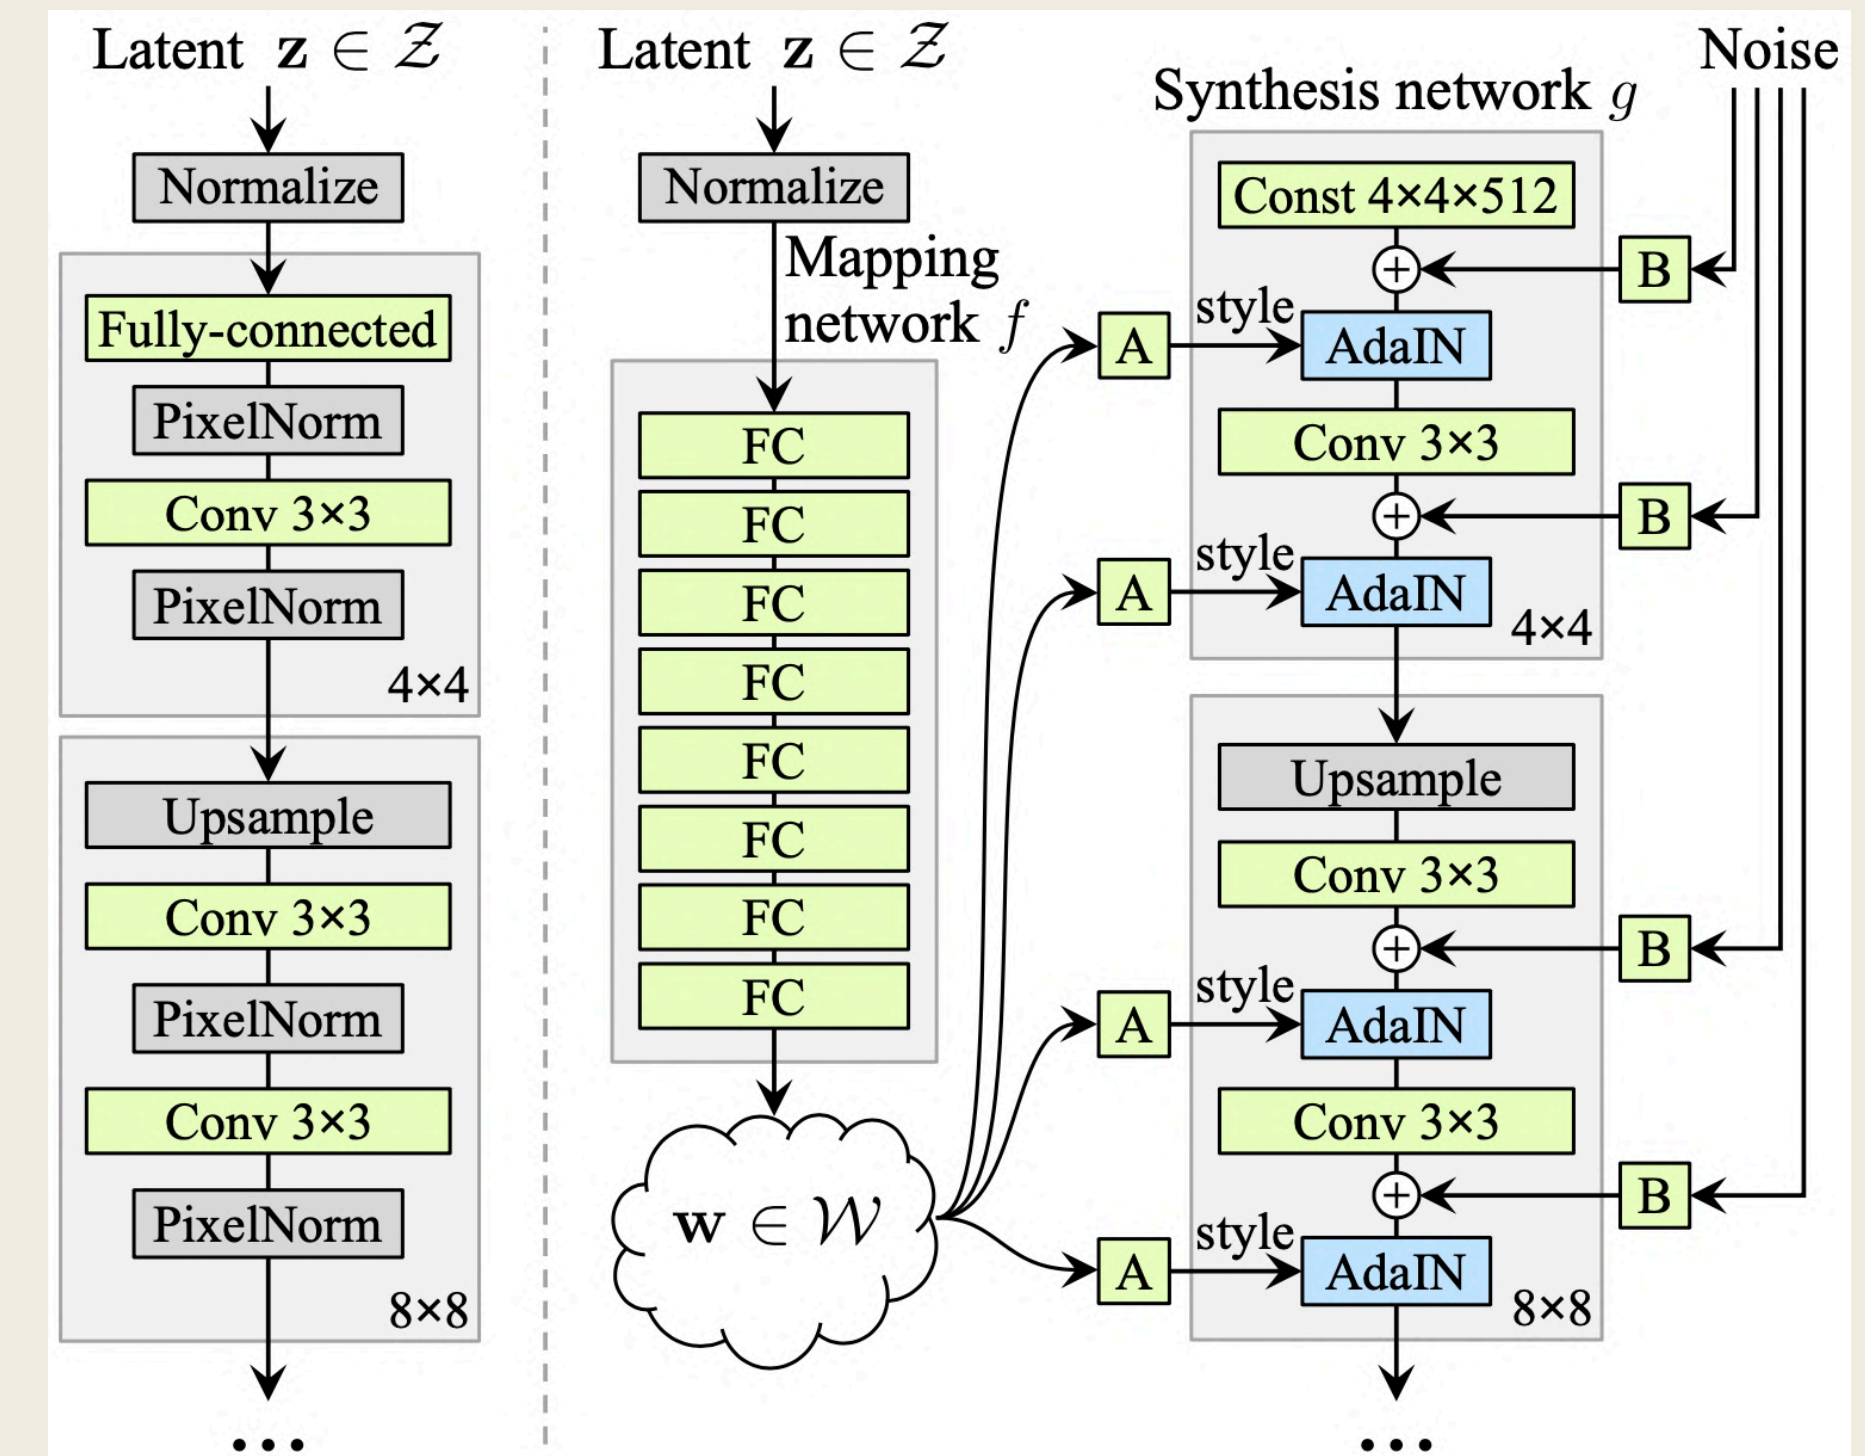 Latent z ∈ 𝒵
Normalize
Fully-connected
PixelNorm
Conv 3×3
PixelNorm
4×4
Upsample
Conv 3×3
PixelNorm
Conv 3×3
PixelNorm
8×8
...
Latent z ∈ 𝒵
Normalize
Mapping
network f
FC
FC
FC
FC
FC
FC
FC
FC
w ∈ 𝒲
A
A
A
A
style
style
style
style
Synthesis network g
Const 4×4×512
+
AdaIN
Conv 3×3
+
AdaIN
4×4
Upsample
Conv 3×3
+
AdaIN
Conv 3×3
+
AdaIN
8×8
...
Noise
B
B
B
B